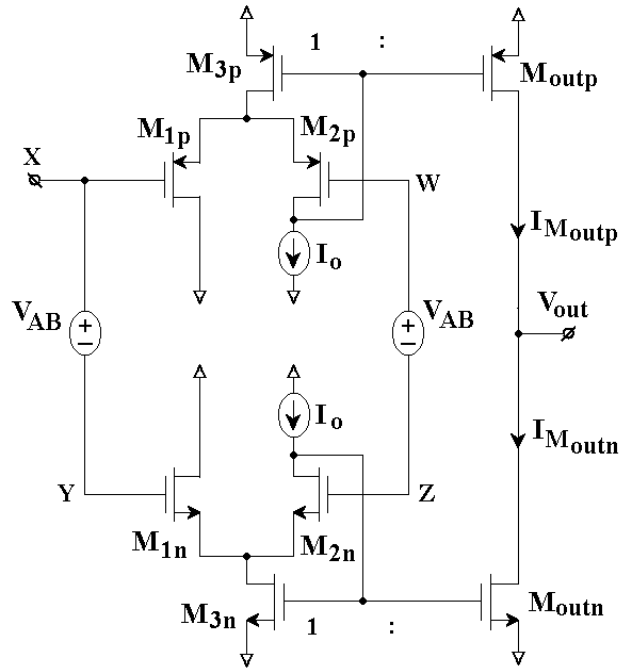 1 :
M3p
Moutp
M1p
M2p
X
W
Io
IMoutp
VAB
+
−
VAB
+
−
Vout
Io
IMoutn
Y
Z
M1n
M2n
M3n
1 :
Moutn